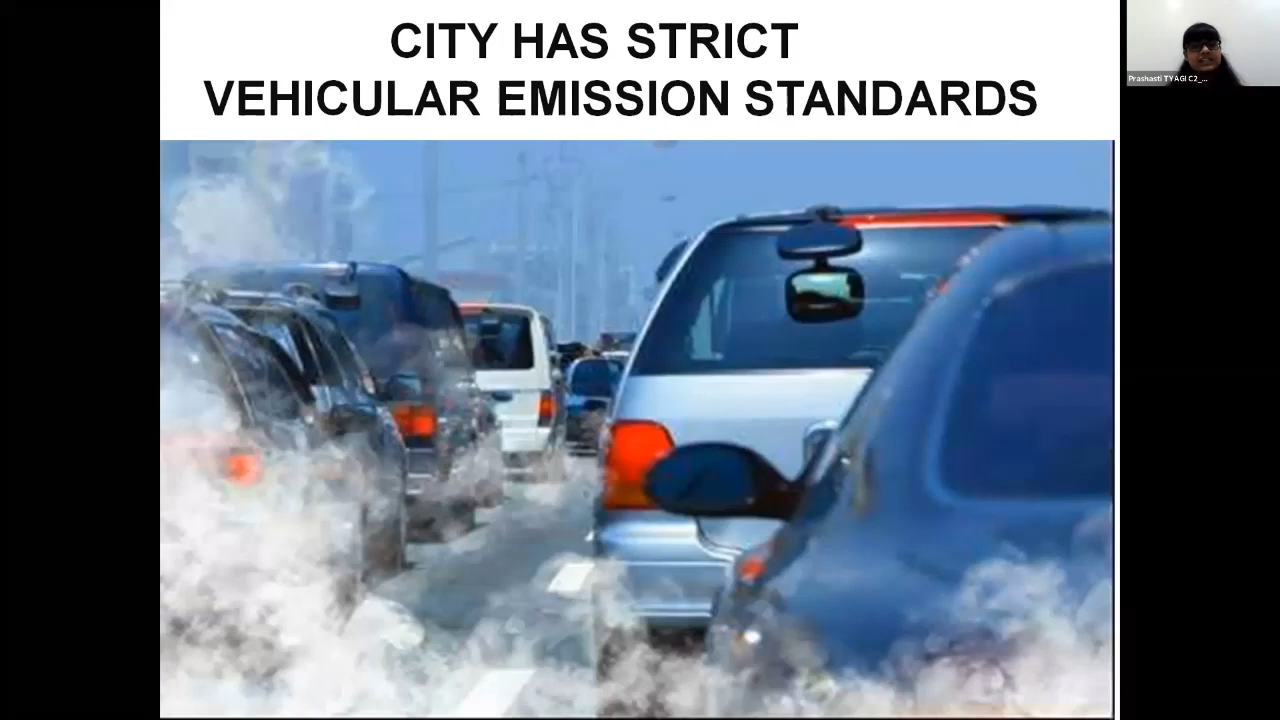 CITY HAS STRICT
VEHICULAR EMISSION STANDARDS
Prashasti TYAGI C2_...